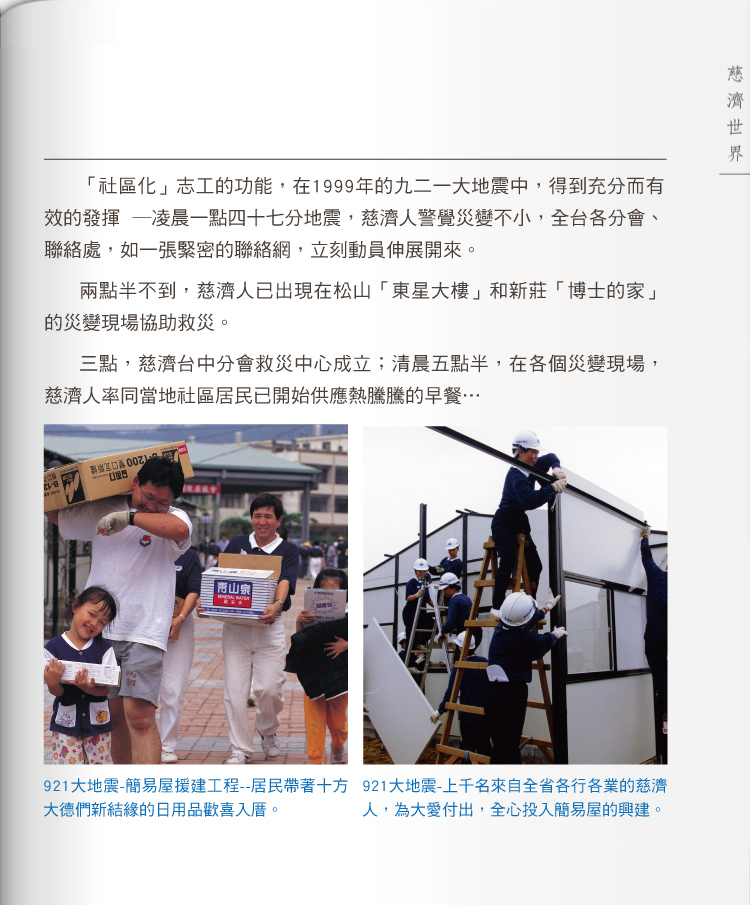 慈濟世界
「社區化」志工的功能，在1999年的九二一大地震中，得到充分而有
效的發揮 —凌晨一點四十七分地震，慈濟人警覺災變不小，全台各分會、
聯絡處，如一張緊密的聯絡網，立刻動員伸展開來。
兩點半不到，慈濟人已出現在松山「東星大樓」和新莊「博士的家」
的災變現場協助救災。
三點，慈濟台中分會救災中心成立；清晨五點半，在各個災變現場，
慈濟人率同當地社區居民已開始供應熱騰騰的早餐…
B-1200
青山泉
MINERAL WATER
921大地震-簡易屋援建工程--居民帶著十方
大德們新結緣的日用品歡喜入厝。
921大地震-上千名來自全省各行各業的慈濟
人，為大愛付出，全心投入簡易屋的興建。